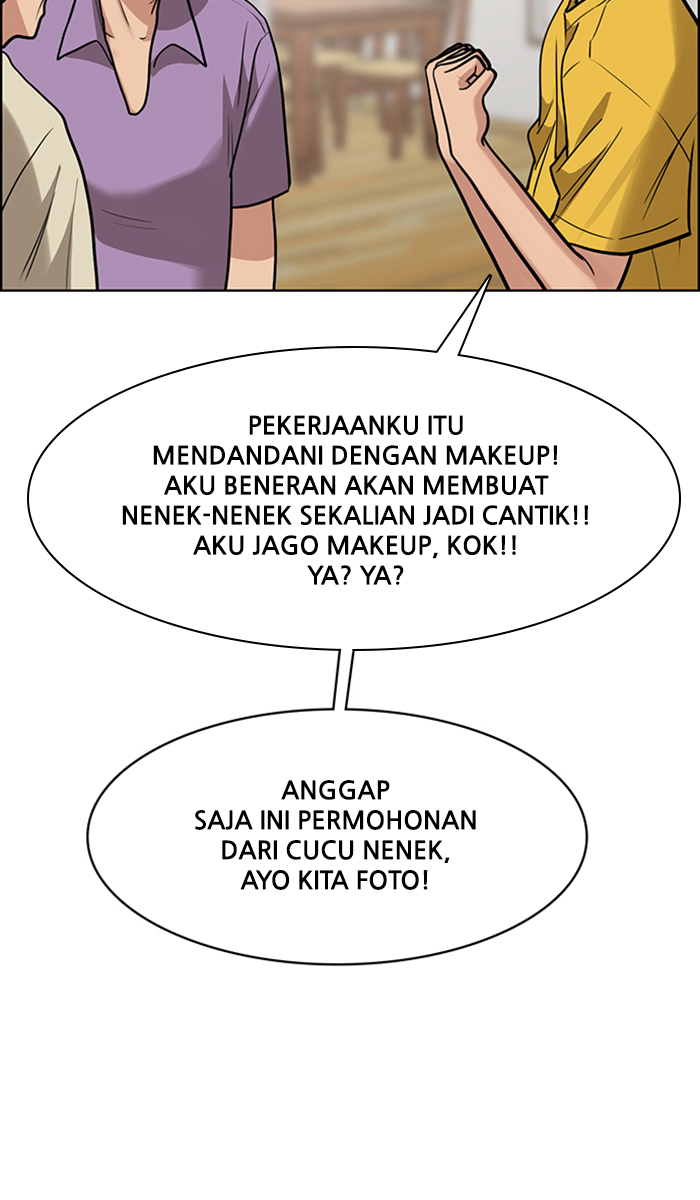 PEKERJAANKU ITU
MENDANDANI DENGAN MAKEUP!
AKU BENERAN AKAN MEMBUAT
NENEK-NENEK SEKALIAN JADI CANTIK!!
AKU JAGO MAKEUP, KOK!!
YA? YA?
ANGGAP
SAJA INI PERMOHONAN
DARI CUCU NENEK,
AYO KITA FOTO!